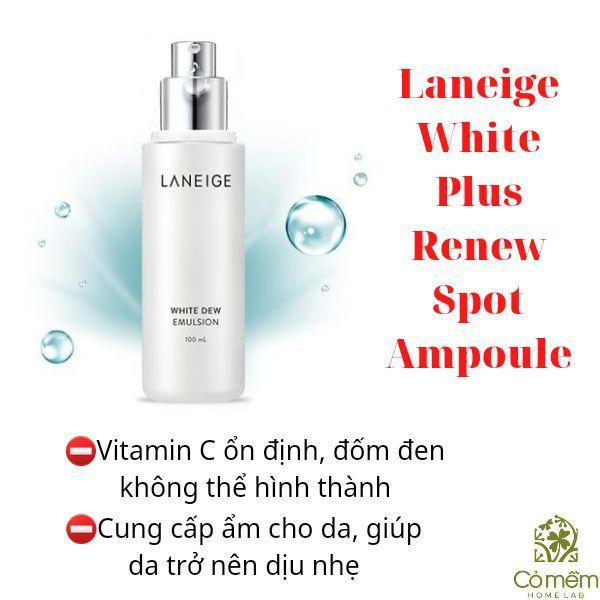 LANEIGE
WHITE DEW
EMULSION
100 mL
Laneige
White
Plus
Renew
Spot
Ampoule
Vitamin C ổn định, đốm đen
không thể hình thành
Cung cấp ẩm cho da, giúp
da trở nên dịu nhẹ
Cỏ mềm
HOME LAB